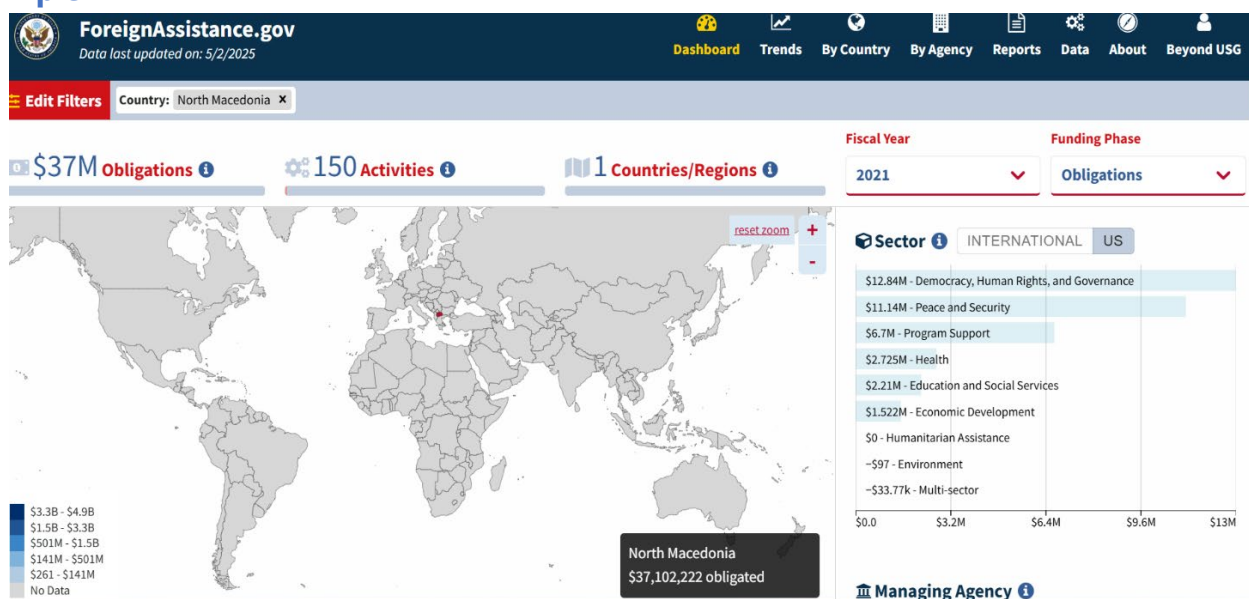 ForeignAssistance.gov
Data last updated on: 5/2/2025
Dashboard
Trends
By Country
By Agency
Reports
Data
About
Beyond USG
Edit Filters
Country: North Macedonia ×
$37M Obligations
150 Activities
1 Countries/Regions
Fiscal Year
2021
Funding Phase
Obligations
reset zoom
+
-
$3.3B - $4.9B
$1.5B - $3.3B
$501M - $1.5B
$141M - $501M
$261 - $141M
No Data
North Macedonia
$37,102,222 obligated
Sector
INTERNATIONAL
US
$12.84M - Democracy, Human Rights, and Governance
$11.14M - Peace and Security
$6.7M - Program Support
$2.725M - Health
$2.21M - Education and Social Services
$1.522M - Economic Development
$0 - Humanitarian Assistance
−$97 - Environment
−$33.77k - Multi-sector
$0.0 $3.2M $6.4M $9.6M $13M
Managing Agency